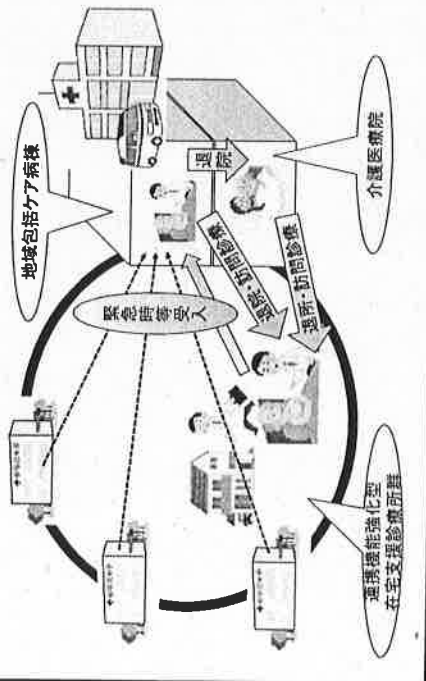 地域包括ケア病棟
緊急時等受入
退院
退院・訪問診療
退所・訪問診療
介護医療院
連携機能強化型
在宅支援診療所群